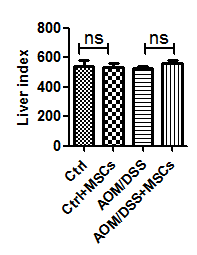 ns ns
800
600
400
200
0
Liver index
Ctrl
Ctrl+MSCs
AOM/DSS
AOM/DSS+MSCs